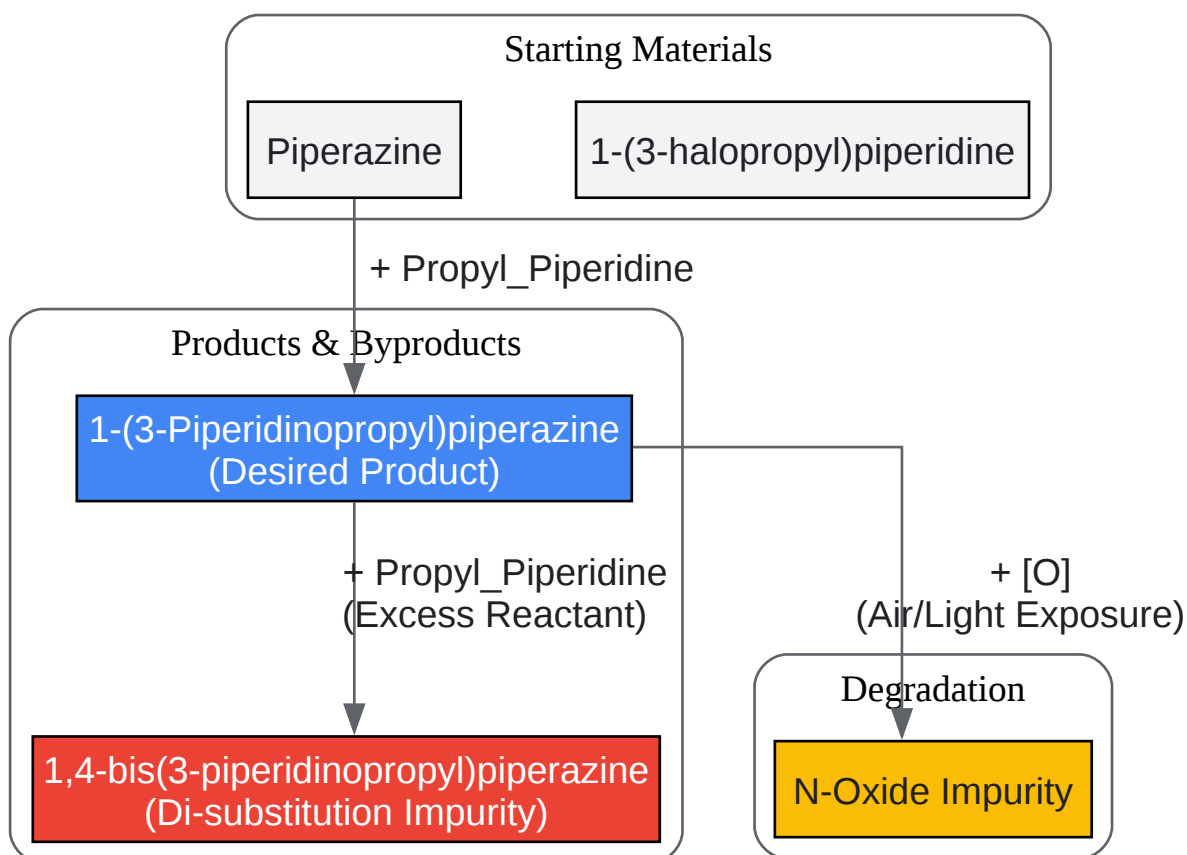 Starting Materials
Piperazine
1-(3-halopropyl)piperidine
+ Propyl_Piperidine
Products & Byproducts
1-(3-Piperidinopropyl)piperazine
(Desired Product)
+ Propyl_Piperidine
(Excess Reactant)
+ [O]
(Air/Light Exposure)
Degradation
1,4-bis(3-piperidinopropyl)piperazine
(Di-substitution Impurity)
N-Oxide Impurity